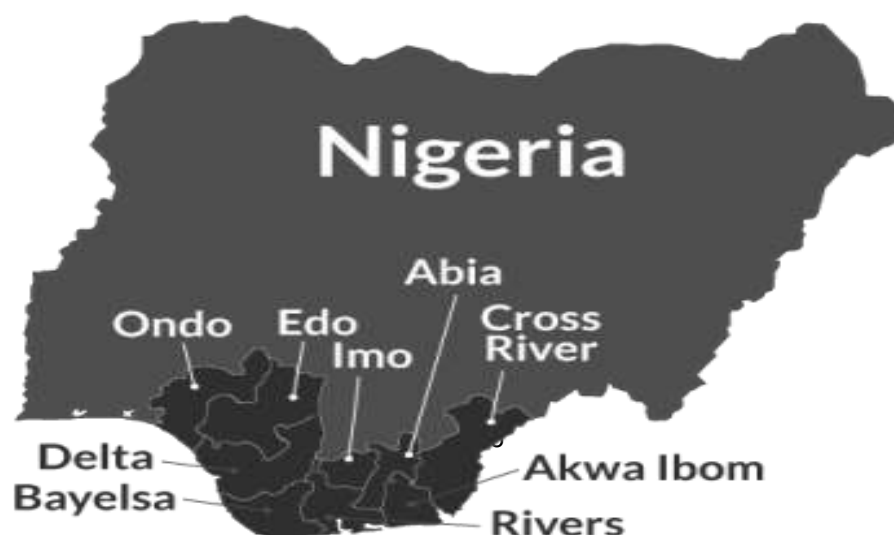 Nigeria
Abia
Ondo
Edo
Cross
River
Imo
Delta
Akwa Ibom
Bayelsa
Rivers